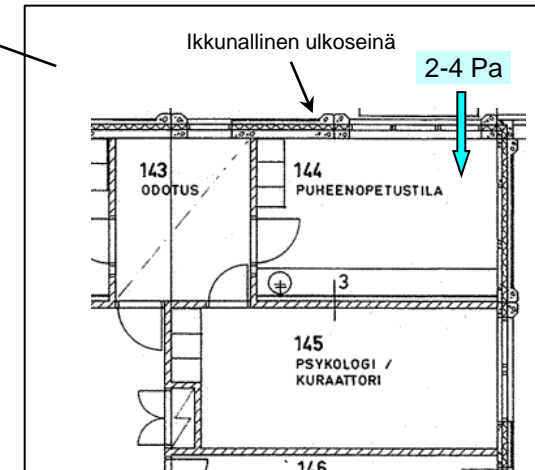 Ikkunallinen ulkoseinä
2-4 Pa
143
ODOTUS
144
PUHEENOPETUSTILA
3
145
PSYKOLOGI /
KURAATTORI
146